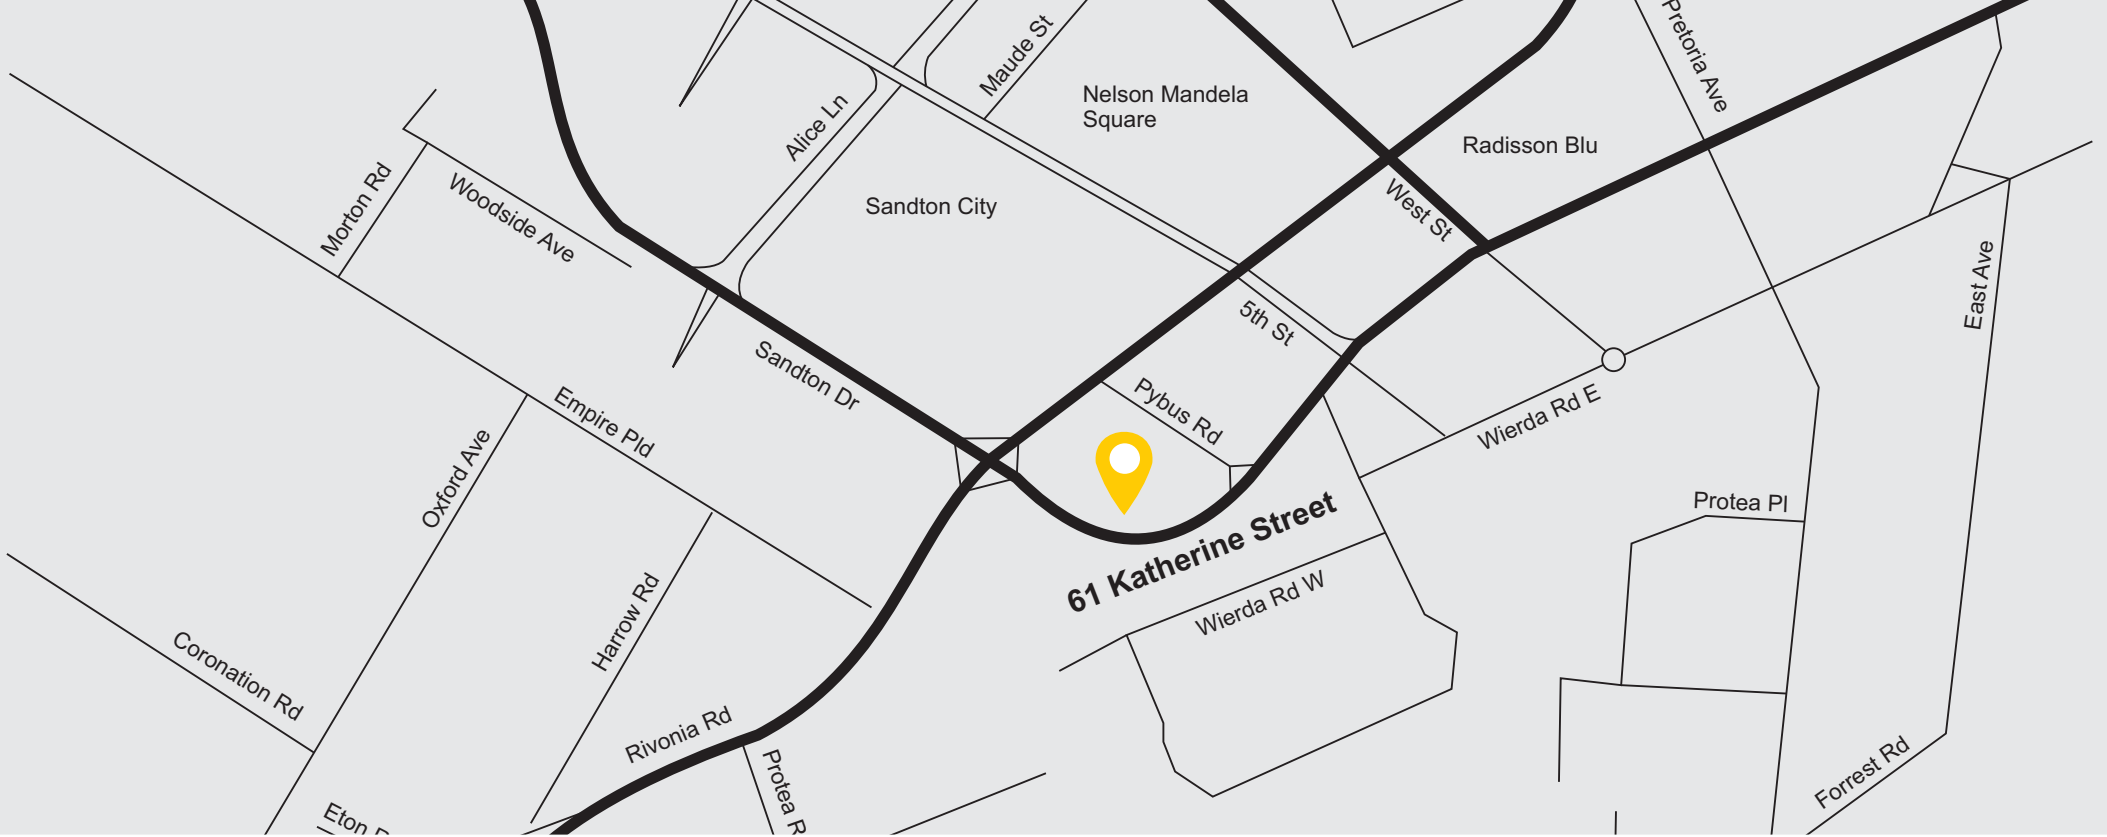 Pretoria Ave
Maude St
Nelson Mandela
Square
Alice Ln
Radisson Blu
Morton Rd
Woodside Ave
Sandton City
West St
East Ave
5th St
Sandton Dr
Pybus Rd
Empire Pld
Wierda Rd E
Oxford Ave
Protea Pl
61 Katherine Street
Harrow Rd
Wierda Rd W
Coronation Rd
Rivonia Rd
Protea R
Forrest Rd
Eton